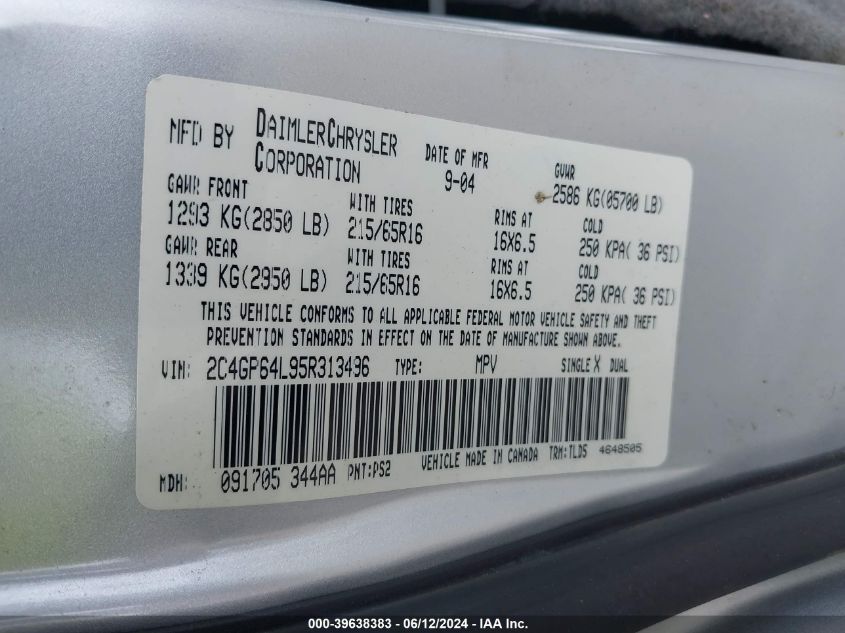 MFD BY DAIMLERCHRYSLER CORPORATION DATE OF MFR 9-04 GVWR 2586 KG(05700 LB)
GAWR FRONT WITH TIRES RIMS AT COLD
1293 KG(2850 LB) 215/65R16 16X6.5 250 KPA( 36 PSI)
GAWR REAR WITH TIRES RIMS AT COLD
1339 KG(2950 LB) 215/65R16 16X6.5 250 KPA( 36 PSI)
THIS VEHICLE CONFORMS TO ALL APPLICABLE FEDERAL MOTOR VEHICLE SAFETY AND THEFT
PREVENTION STANDARDS IN EFFECT ON THE DATE OF MANUFACTURE SHOWN ABOVE.
VIN: 2C4GP64L95R313496 TYPE: MPV SINGLE X DUAL
MDH: 091705 344AA PNT:PS2 VEHICLE MADE IN CANADA TRM:TLD5 4648505
000-39638383 - 06/12/2024 - IAA Inc.